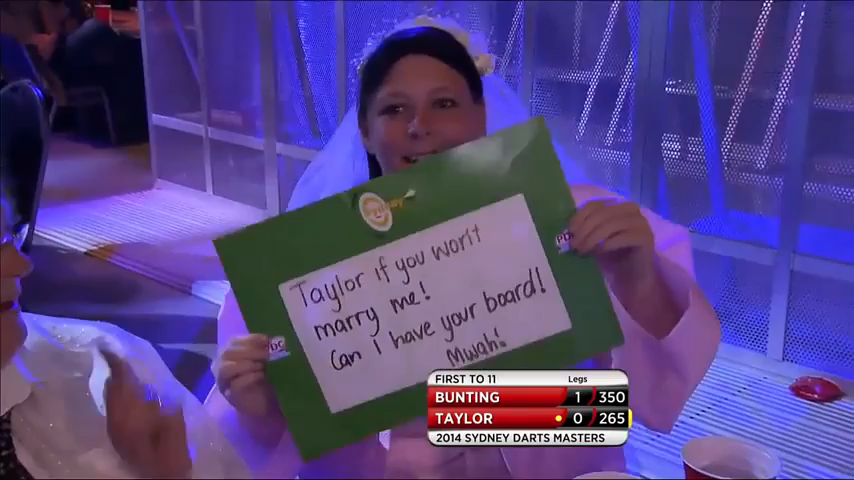 Taylor if you won't
marry me!
Can I have your board!
Mwah!
FIRST TO 11 Legs
BUNTING 1 350
TAYLOR 0 265
2014 SYDNEY DARTS MASTERS